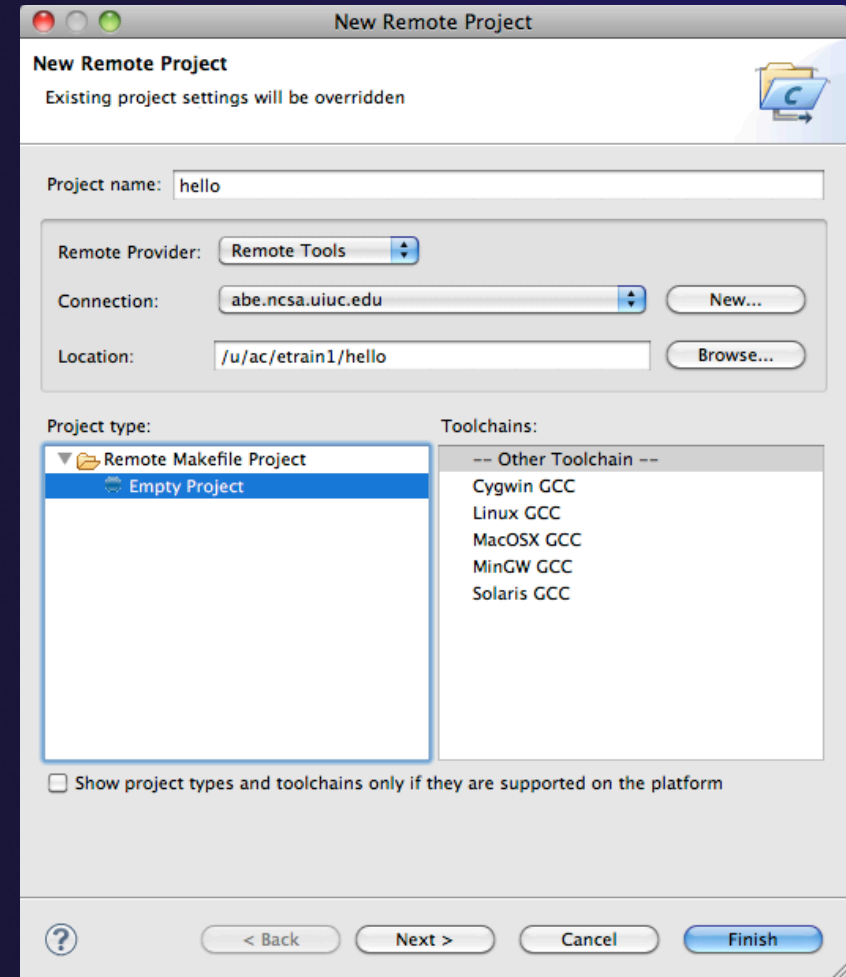 New Remote Project
New Remote Project
Existing project settings will be overridden
C
Project name: hello
Remote Provider: Remote Tools
Connection: abe.ncsa.uiuc.edu New...
Location: /u/ac/etrain1/hello Browse...
Project type: Toolchains:
Remote Makefile Project
Empty Project
-- Other Toolchain --
Cygwin GCC
Linux GCC
MacOSX GCC
MinGW GCC
Solaris GCC
Show project types and toolchains only if they are supported on the platform
? < Back Next > Cancel Finish